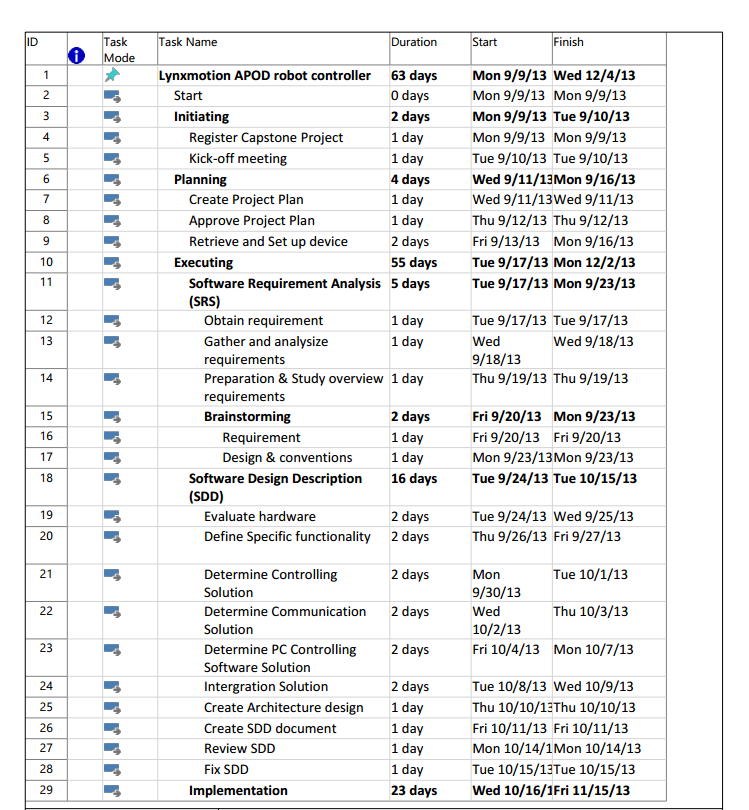 ID Task Mode Task Name Duration Start Finish
1 Lynxmotion APOD robot controller 63 days Mon 9/9/13 Wed 12/4/13
2 Start 0 days Mon 9/9/13 Mon 9/9/13
3 Initiating 2 days Mon 9/9/13 Tue 9/10/13
4 Register Capstone Project 1 day Mon 9/9/13 Mon 9/9/13
5 Kick-off meeting 1 day Tue 9/10/13 Tue 9/10/13
6 Planning 4 days Wed 9/11/13 Mon 9/16/13
7 Create Project Plan 1 day Wed 9/11/13 Wed 9/11/13
8 Approve Project Plan 1 day Thu 9/12/13 Thu 9/12/13
9 Retrieve and Set up device 2 days Fri 9/13/13 Mon 9/16/13
10 Executing 55 days Tue 9/17/13 Mon 12/2/13
11 Software Requirement Analysis 5 days Tue 9/17/13 Mon 9/23/13
(SRS)
12 Obtain requirement 1 day Tue 9/17/13 Tue 9/17/13
13 Gather and analysize 1 day Wed Wed 9/18/13
requirements 9/18/13
14 Preparation & Study overview 1 day Thu 9/19/13 Thu 9/19/13
requirements
15 Brainstorming 2 days Fri 9/20/13 Mon 9/23/13
16 Requirement 1 day Fri 9/20/13 Fri 9/20/13
17 Design & conventions 1 day Mon 9/23/13 Mon 9/23/13
18 Software Design Description 16 days Tue 9/24/13 Tue 10/15/13
(SDD)
19 Evaluate hardware 2 days Tue 9/24/13 Wed 9/25/13
20 Define Specific functionality 2 days Thu 9/26/13 Fri 9/27/13
21 Determine Controlling 2 days Mon Tue 10/1/13
Solution 9/30/13
22 Determine Communication 2 days Wed Thu 10/3/13
Solution 10/2/13
23 Determine PC Controlling 2 days Fri 10/4/13 Mon 10/7/13
Software Solution
24 Intergration Solution 2 days Tue 10/8/13 Wed 10/9/13
25 Create Architecture design 1 day Thu 10/10/13 Thu 10/10/13
26 Create SDD document 1 day Fri 10/11/13 Fri 10/11/13
27 Review SDD 1 day Mon 10/14/1 Mon 10/14/13
28 Fix SDD 1 day Tue 10/15/13 Tue 10/15/13
29 Implementation 23 days Wed 10/16/1 Fri 11/15/13